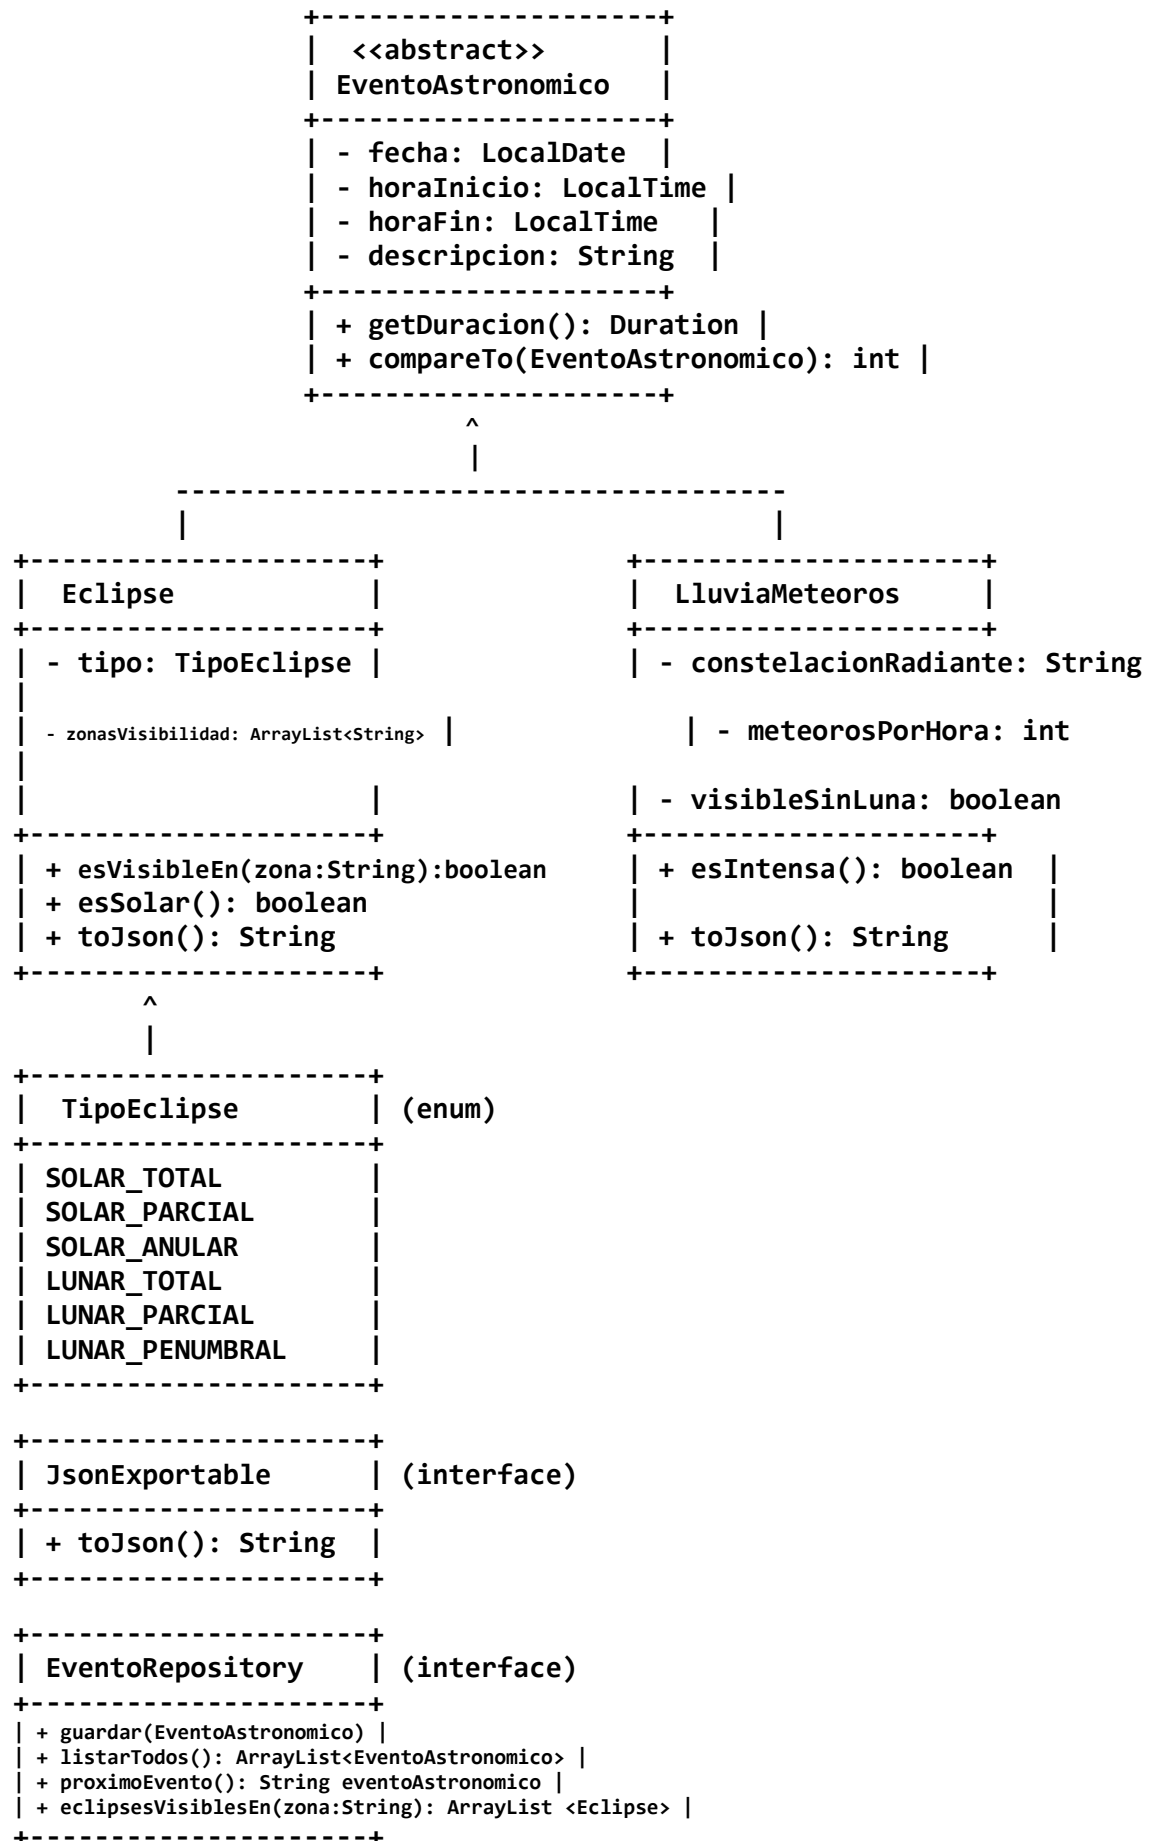 +---------------------+
|  <<abstract>>       |
| EventoAstronomico   |
+---------------------+
| - fecha: LocalDate  |
| - horaInicio: LocalTime |
| - horaFin: LocalTime   |
| - descripcion: String  |
+---------------------+
| + getDuracion(): Duration |
| + compareTo(EventoAstronomico): int |
+---------------------+
^
|
--------------------------------------
|                                     |
+---------------------+               +---------------------+
|  Eclipse            |               |  LluviaMeteoros     |
+---------------------+               +---------------------+
| - tipo: TipoEclipse |               | - constelacionRadiante: String
|
| - zonasVisibilidad: ArrayList<String> |               | - meteorosPorHora: int
|
|                     |               | - visibleSinLuna: boolean
+---------------------+               +---------------------+
| + esVisibleEn(zona:String):boolean     | + esIntensa(): boolean  |
| + esSolar(): boolean                |                         |
| + toJson(): String                  | + toJson(): String      |
+---------------------+               +---------------------+
^
|
+---------------------+
|  TipoEclipse        | (enum)
+---------------------+
| SOLAR_TOTAL         |
| SOLAR_PARCIAL       |
| SOLAR_ANULAR        |
| LUNAR_TOTAL         |
| LUNAR_PARCIAL       |
| LUNAR_PENUMBRAL     |
+---------------------+
+---------------------+
| JsonExportable      | (interface)
+---------------------+
| + toJson(): String  |
+---------------------+
+---------------------+
| EventoRepository    | (interface)
+---------------------+
| + guardar(EventoAstronomico) |
| + listarTodos(): ArrayList<EventoAstronomico> |
| + proximoEvento(): String eventoAstronomico |
| + eclipsesVisiblesEn(zona:String): ArrayList <Eclipse> |
+---------------------+